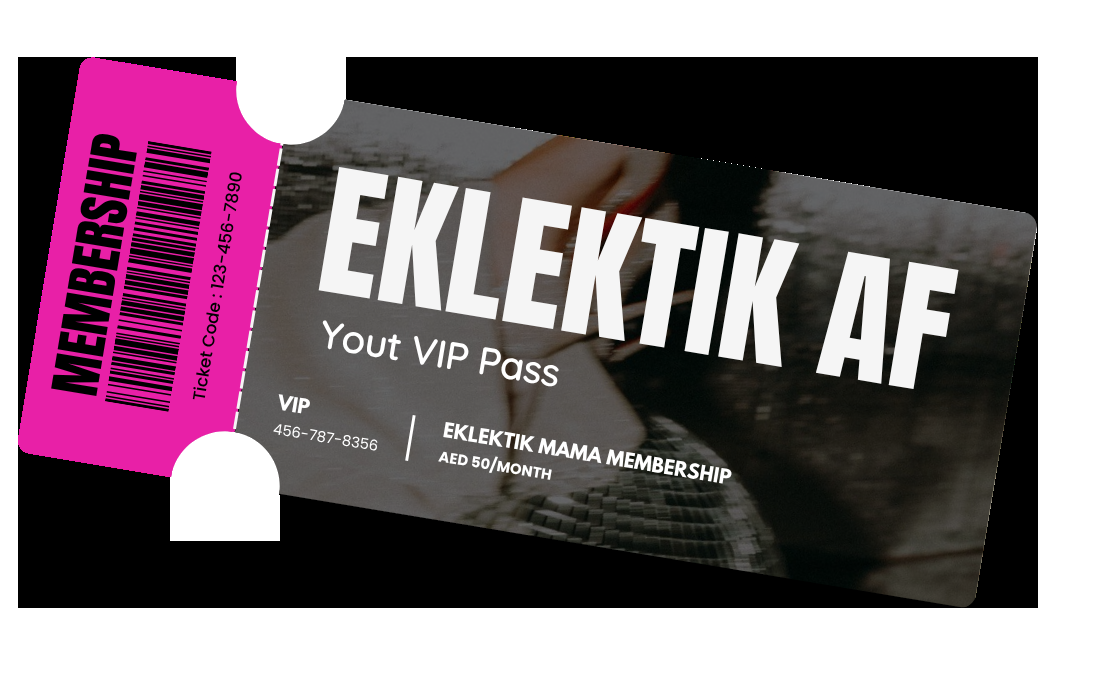 MEMBERSHIP
Ticket Code : 123-456-7890
EKLEKTIK AF
Yout VIP Pass
VIP
456-787-8356
EKLEKTIK MAMA MEMBERSHIP
AED 50/MONTH